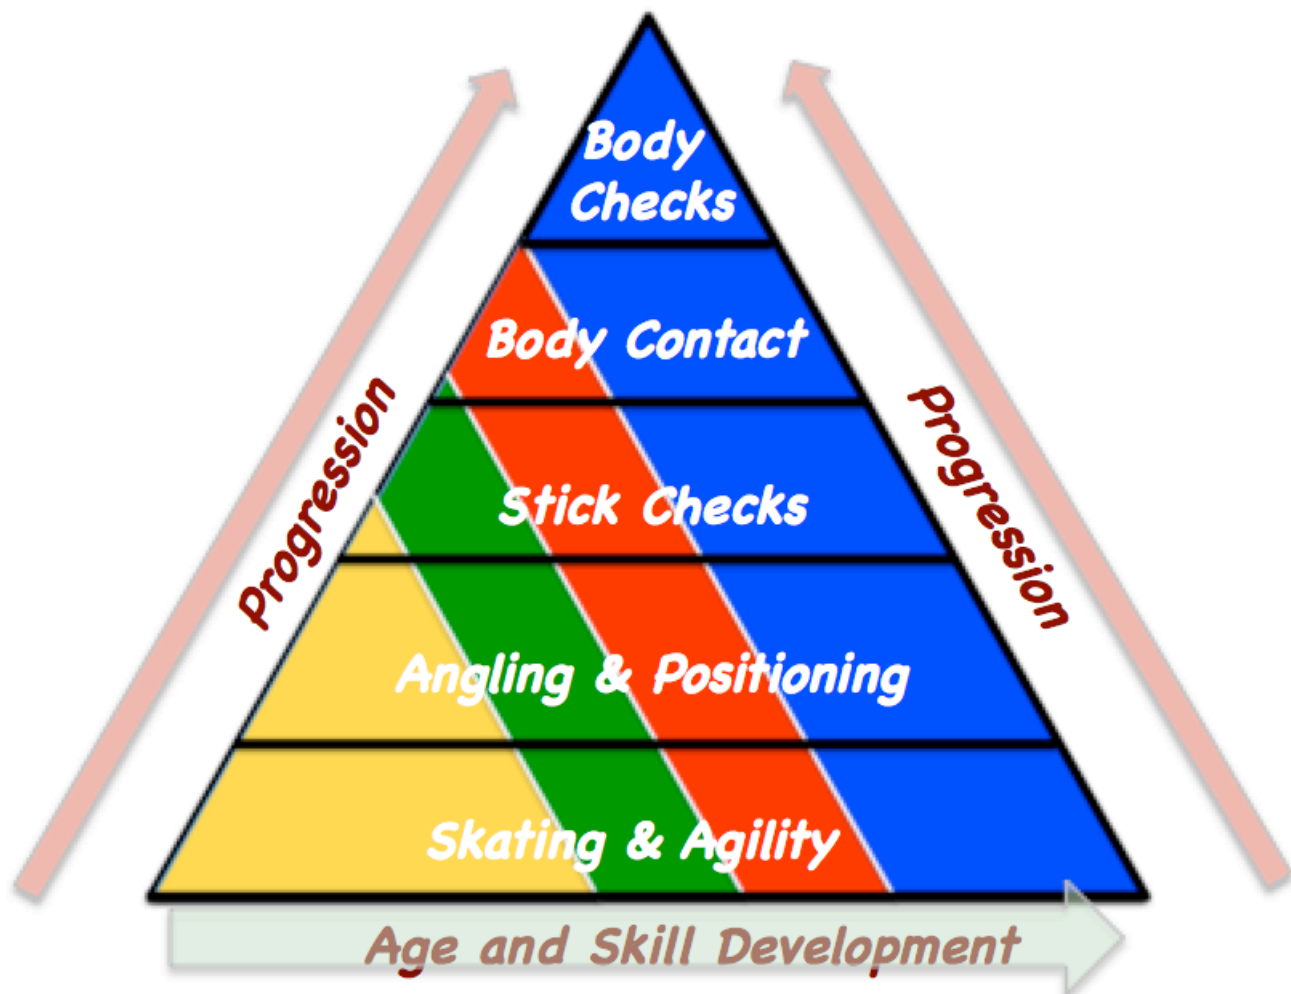 Body
Checks
Body Contact
Progression
Progression
Stick Checks
Angling & Positioning
Skating & Agility
Age and Skill Development